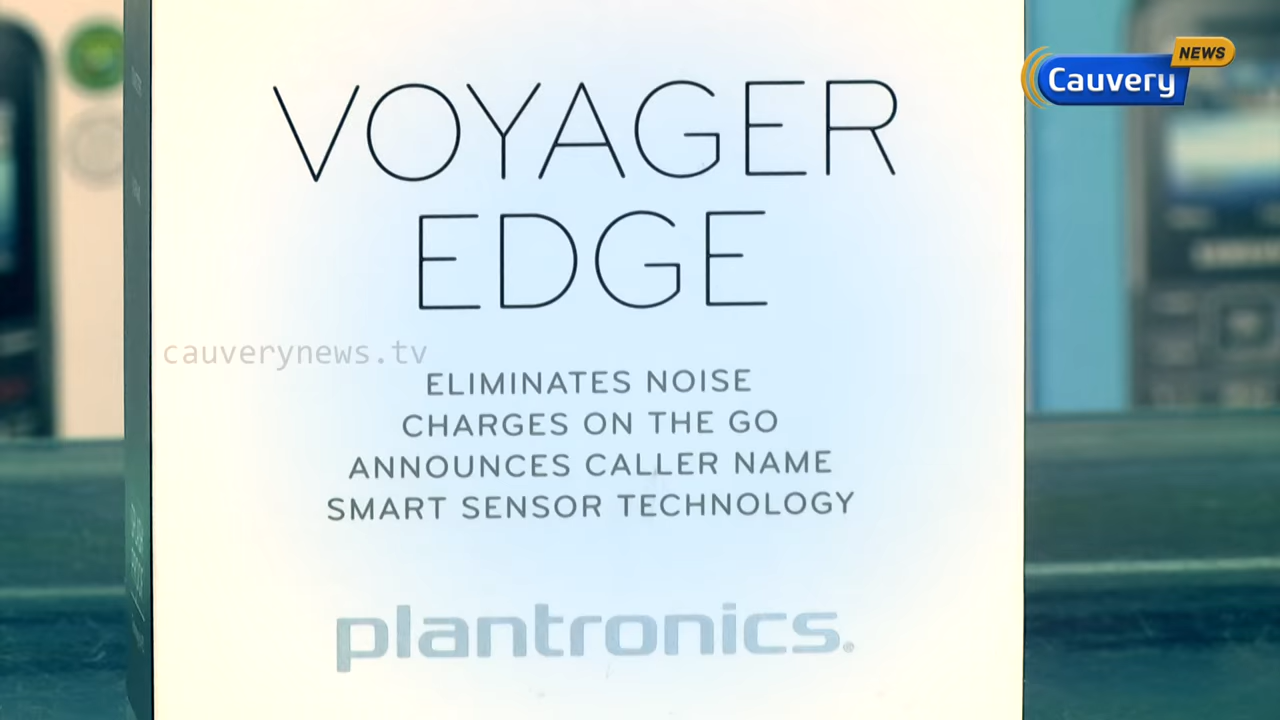 VOYAGER
EDGE
ELIMINATES NOISE
CHARGES ON THE GO
ANNOUNCES CALLER NAME
SMART SENSOR TECHNOLOGY
plantronics.
cauverynews.tv
Cauvery NEWS